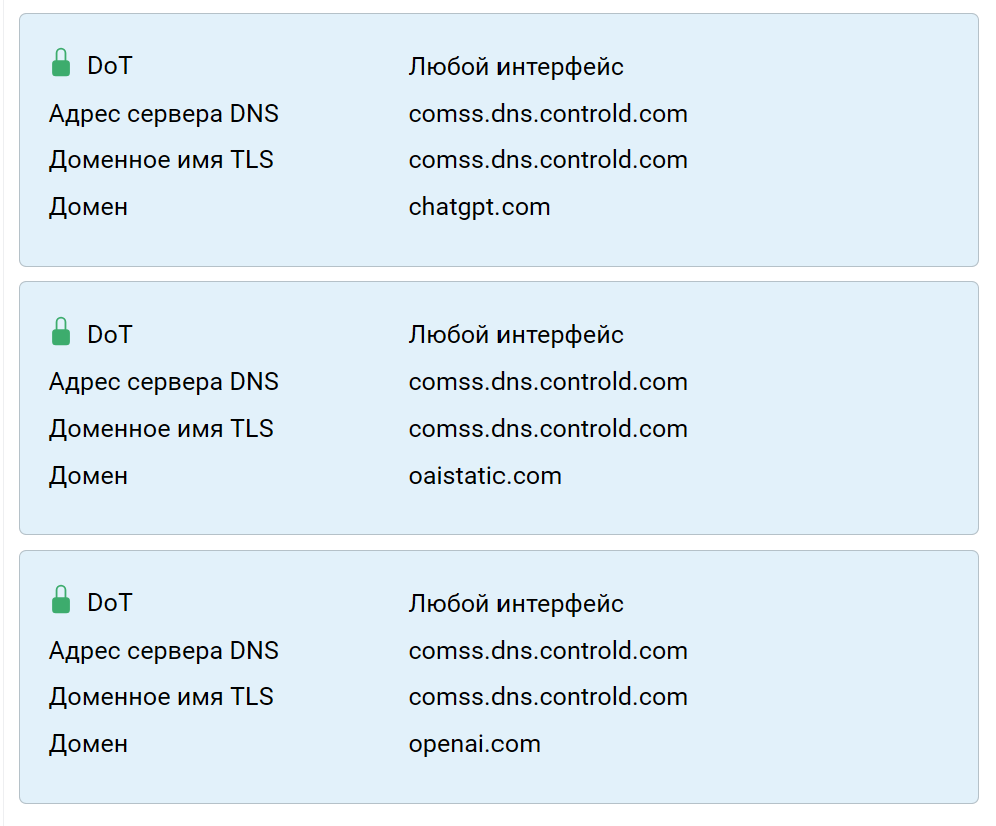 DoT Любой интерфейс
Адрес сервера DNS comss.dns.controld.com
Доменное имя TLS comss.dns.controld.com
Домен chatgpt.com
DoT Любой интерфейс
Адрес сервера DNS comss.dns.controld.com
Доменное имя TLS comss.dns.controld.com
Домен oaistatic.com
DoT Любой интерфейс
Адрес сервера DNS comss.dns.controld.com
Доменное имя TLS comss.dns.controld.com
Домен openai.com